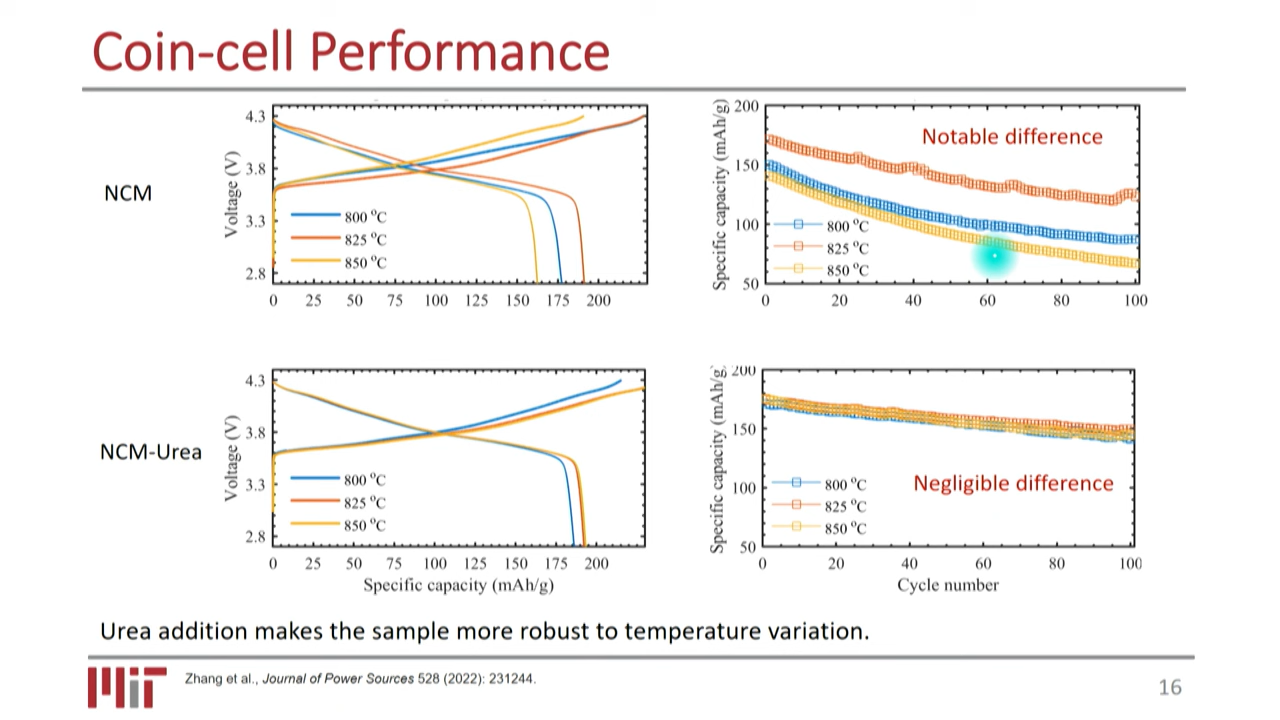 Coin-cell Performance
NCM
Voltage (V)
4.3
3.8
3.3
2.8
800 °C
825 °C
850 °C
0 25 50 75 100 125 150 175 200
Specific capacity (mAh/g)
200
150
100
50
Notable difference
800 °C
825 °C
850 °C
0 20 40 60 80 100
NCM-Urea
Voltage (V)
4.3
3.8
3.3
2.8
800 °C
825 °C
850 °C
0 25 50 75 100 125 150 175 200
Specific capacity (mAh/g)
Specific capacity (mAh/g)
200
150
100
50
800 °C
825 °C
850 °C
Negligible difference
0 20 40 60 80 100
Cycle number
Urea addition makes the sample more robust to temperature variation.
MIT
Zhang et al., Journal of Power Sources 528 (2022): 231244.
16